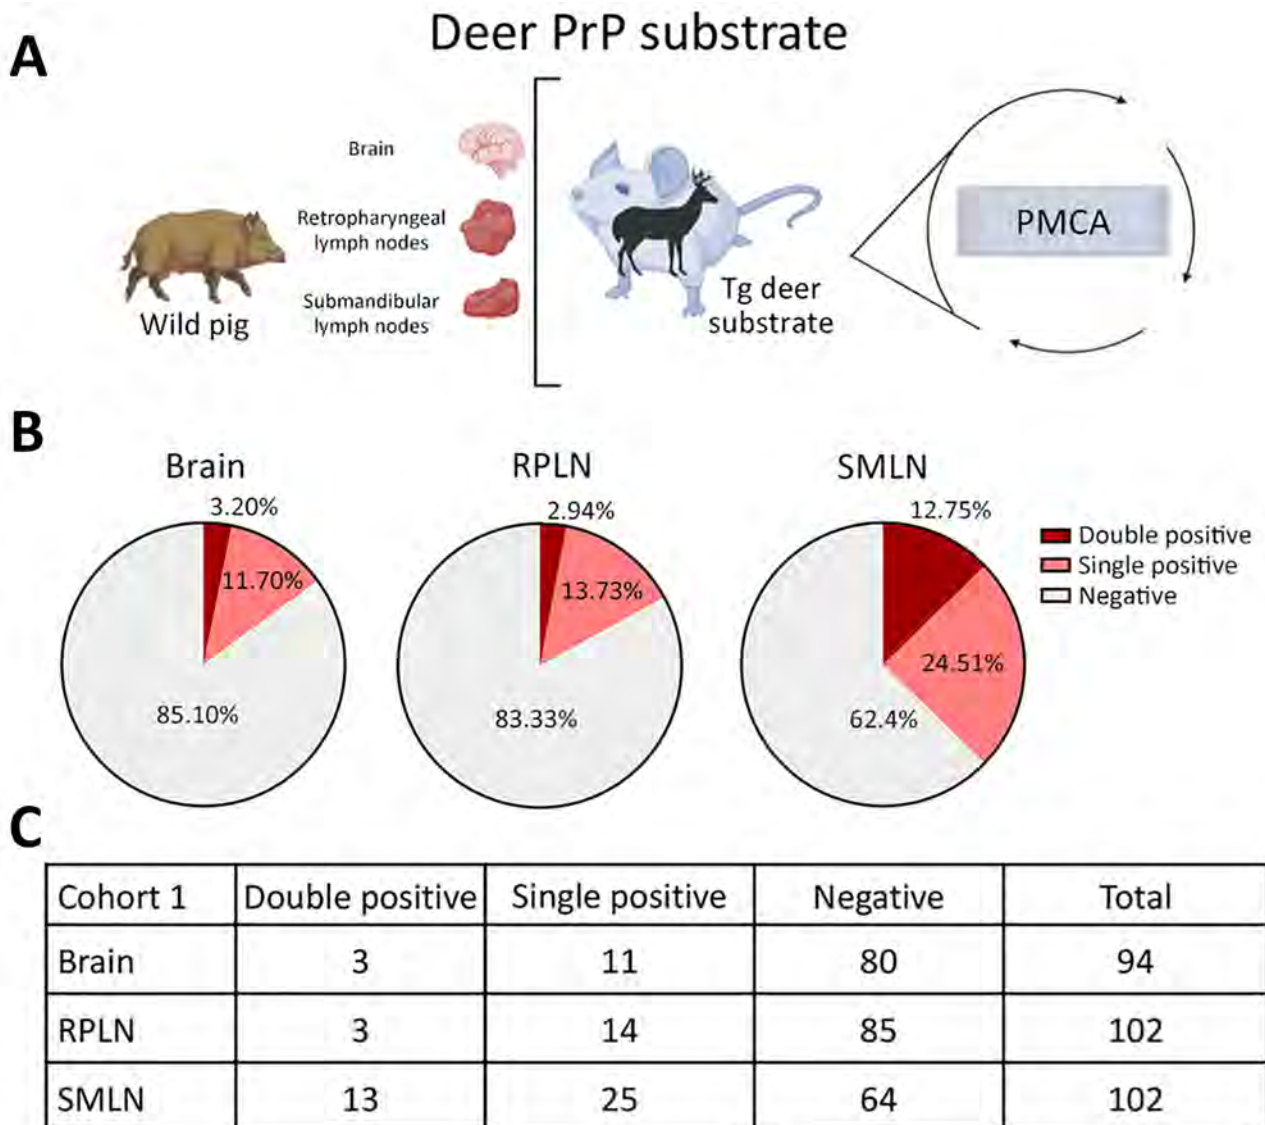 Deer PrP substrate
A
Brain
Retropharyngeal
lymph nodes
Submandibular
lymph nodes
Wild pig
Tg deer
substrate
PMCA
B
Brain
3.20%
11.70%
85.10%
RPLN
2.94%
13.73%
83.33%
SMLN
12.75%
24.51%
62.4%
Double positive
Single positive
Negative
C
Cohort 1 Double positive Single positive Negative Total
Brain 3 11 80 94
RPLN 3 14 85 102
SMLN 13 25 64 102